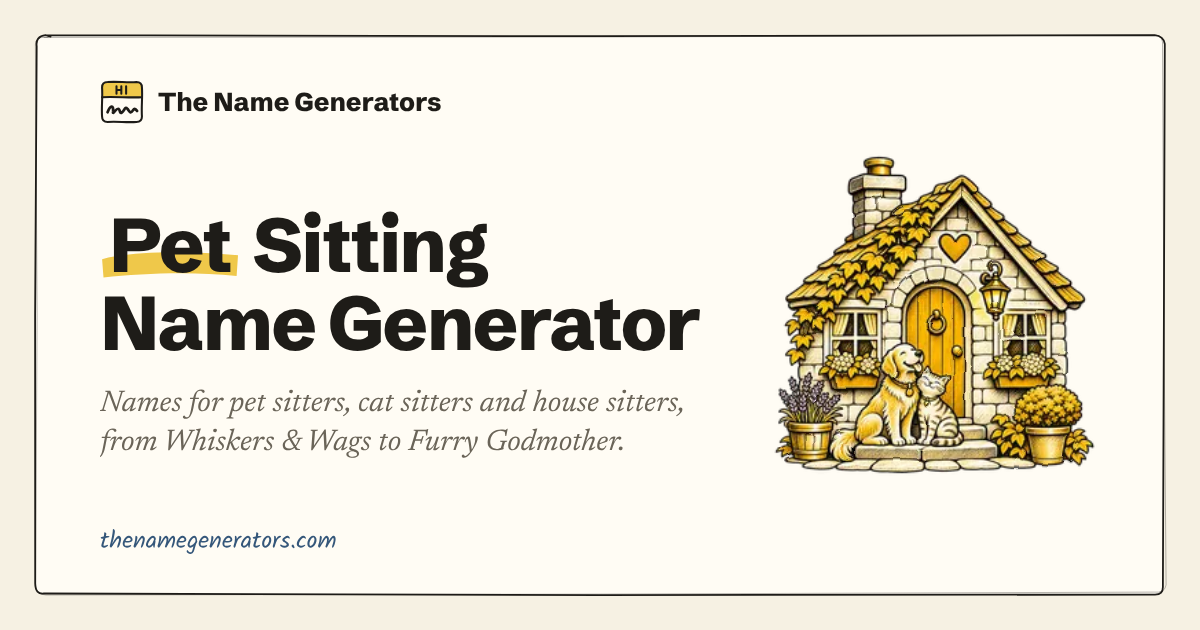 HI
The Name Generators
Pet Sitting
Name Generator
Names for pet sitters, cat sitters and house sitters,
from Whiskers & Wags to Furry Godmother.
thenamegenerators.com